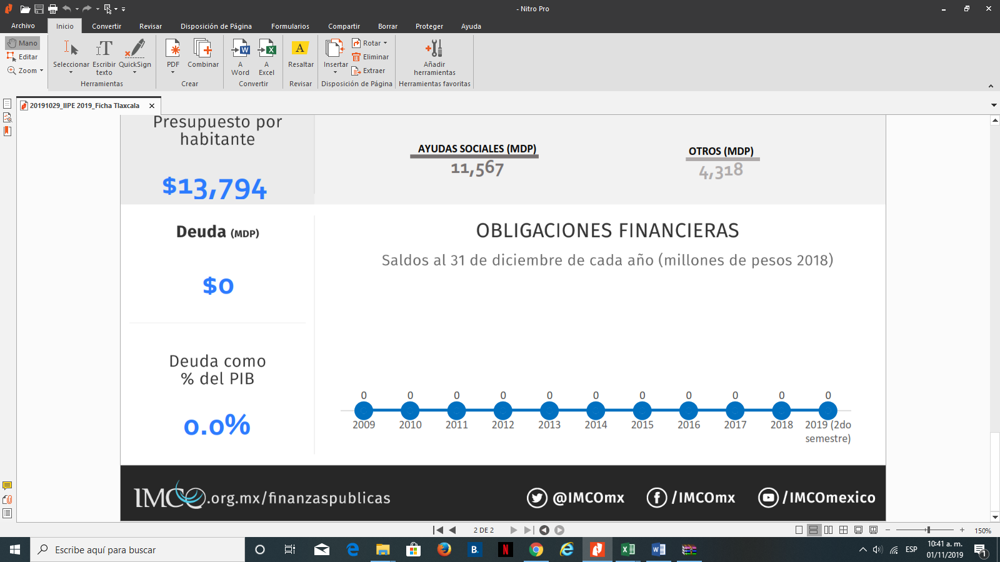 - Nitro Pro
Archivo
Inicio
Convertir
Revisar
Disposición de Página
Formularios
Compartir
Borrar
Proteger
Ayuda
Mano
Editar
Zoom
Seleccionar
Escribir texto
QuickSign
Herramientas
PDF
Combinar
Crear
A Word
A Excel
Convertir
Resaltar
Revisar
Insertar
Rotar
Eliminar
Extraer
Disposición de Página
Añadir herramientas
Herramientas favoritas
20191029_IIPE 2019_Ficha Tlaxcala
Presupuesto por
habitante
$13,794
AYUDAS SOCIALES (MDP)
11,567
OTROS (MDP)
4,318
Deuda (MDP)
$0
Deuda como
% del PIB
0.0%
OBLIGACIONES FINANCIERAS
Saldos al 31 de diciembre de cada año (millones de pesos 2018)
0 0 0 0 0 0 0 0 0 0 0
2009 2010 2011 2012 2013 2014 2015 2016 2017 2018 2019 (2do
semestre)
IMCO.org.mx/finanzaspublicas
@IMCOmx
/IMCOmx
/IMCOmexico
2 DE 2
150%
Escribe aquí para buscar
B.
N
ESP
10:41 a. m.
01/11/2019
1